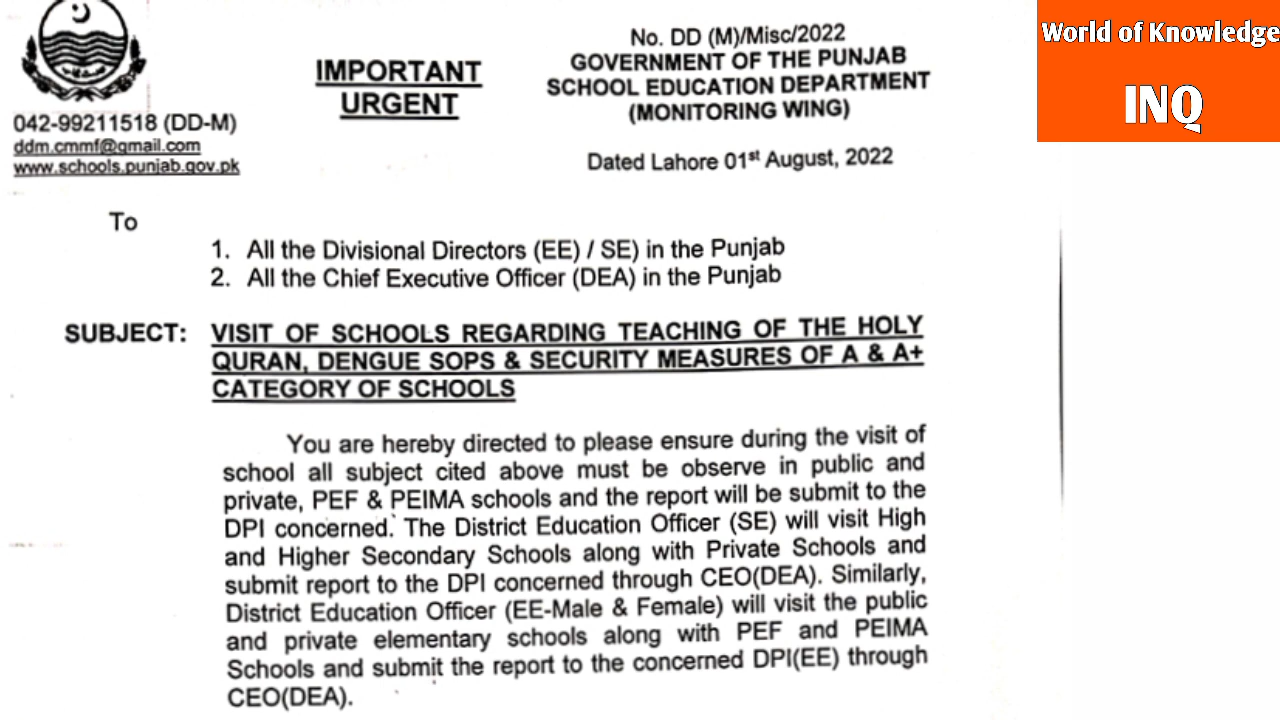 042-99211518 (DD-M)
ddm.cmmf@gmail.com
www.schools.punjab.gov.pk
IMPORTANT
URGENT
No. DD (M)/Misc/2022
GOVERNMENT OF THE PUNJAB
SCHOOL EDUCATION DEPARTMENT
(MONITORING WING)
Dated Lahore 01st August, 2022
World of Knowledge
INQ
To
1. All the Divisional Directors (EE) / SE) in the Punjab
2. All the Chief Executive Officer (DEA) in the Punjab
SUBJECT: VISIT OF SCHOOLS REGARDING TEACHING OF THE HOLY
QURAN, DENGUE SOPS & SECURITY MEASURES OF A & A+
CATEGORY OF SCHOOLS
You are hereby directed to please ensure during the visit of
school all subject cited above must be observe in public and
private, PEF & PEIMA schools and the report will be submit to the
DPI concerned. The District Education Officer (SE) will visit High
and Higher Secondary Schools along with Private Schools and
submit report to the DPI concerned through CEO(DEA). Similarly,
District Education Officer (EE-Male & Female) will visit the public
and private elementary schools along with PEF and PEIMA
Schools and submit the report to the concerned DPI(EE) through
CEO(DEA).